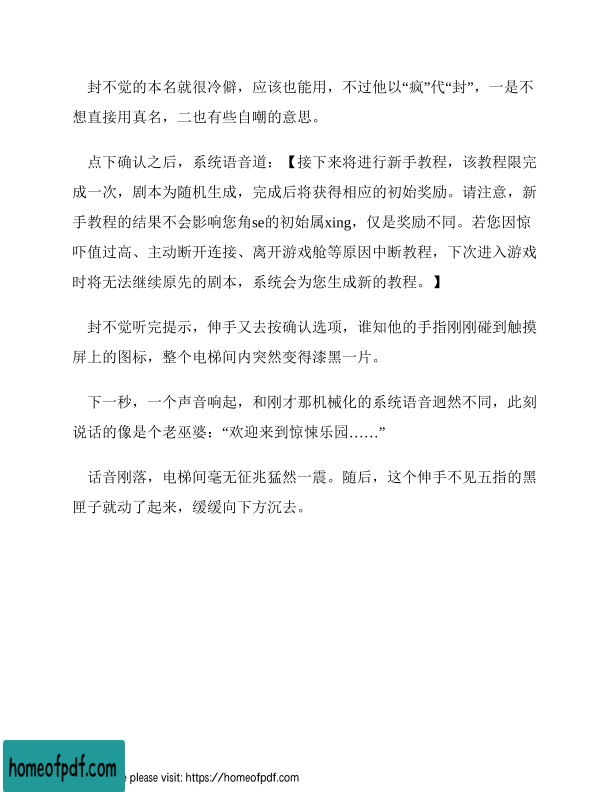 封不觉的本名就很冷僻，应该也能用，不过他以“疯”代“封”，一是不
想直接用真名，二也有些自嘲的意思。
点下确认之后，系统语音道：【接下来将进行新手教程，该教程限完
成一次，剧本为随机生成，完成后将获得相应的初始奖励。请注意，新
手教程的结果不会影响您角se的初始属xing，仅是奖励不同。若您因惊
吓值过高、主动断开连接、离开游戏舱等原因中断教程，下次进入游戏
时将无法继续原先的剧本，系统会为您生成新的教程。】
封不觉听完提示，伸手又去按确认选项，谁知他的手指刚刚碰到触摸
屏上的图标，整个电梯间内突然变得漆黑一片。
下一秒，一个声音响起，和刚才那机械化的系统语音迥然不同，此刻
说话的像是个老巫婆：“欢迎来到惊悚乐园……”
话音刚落，电梯间毫无征兆猛然一震。随后，这个伸手不见五指的黑
匣子就动了起来，缓缓向下方沉去。
homeofpdf.com
e please visit: https://homeofpdf.com